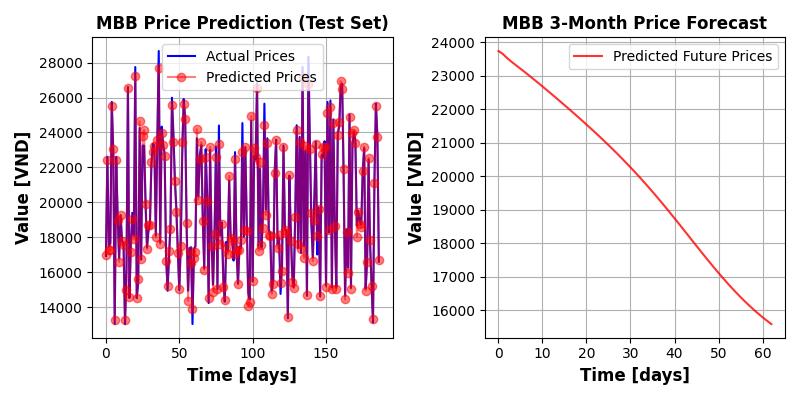 MBB Price Prediction (Test Set)
Actual Prices
Predicted Prices
28000
26000
24000
22000
20000
18000
16000
14000
Value [VND]
0 50 100 150
Time [days]
MBB 3-Month Price Forecast
Predicted Future Prices
24000
23000
22000
21000
20000
19000
18000
17000
16000
Value [VND]
0 10 20 30 40 50 60
Time [days]